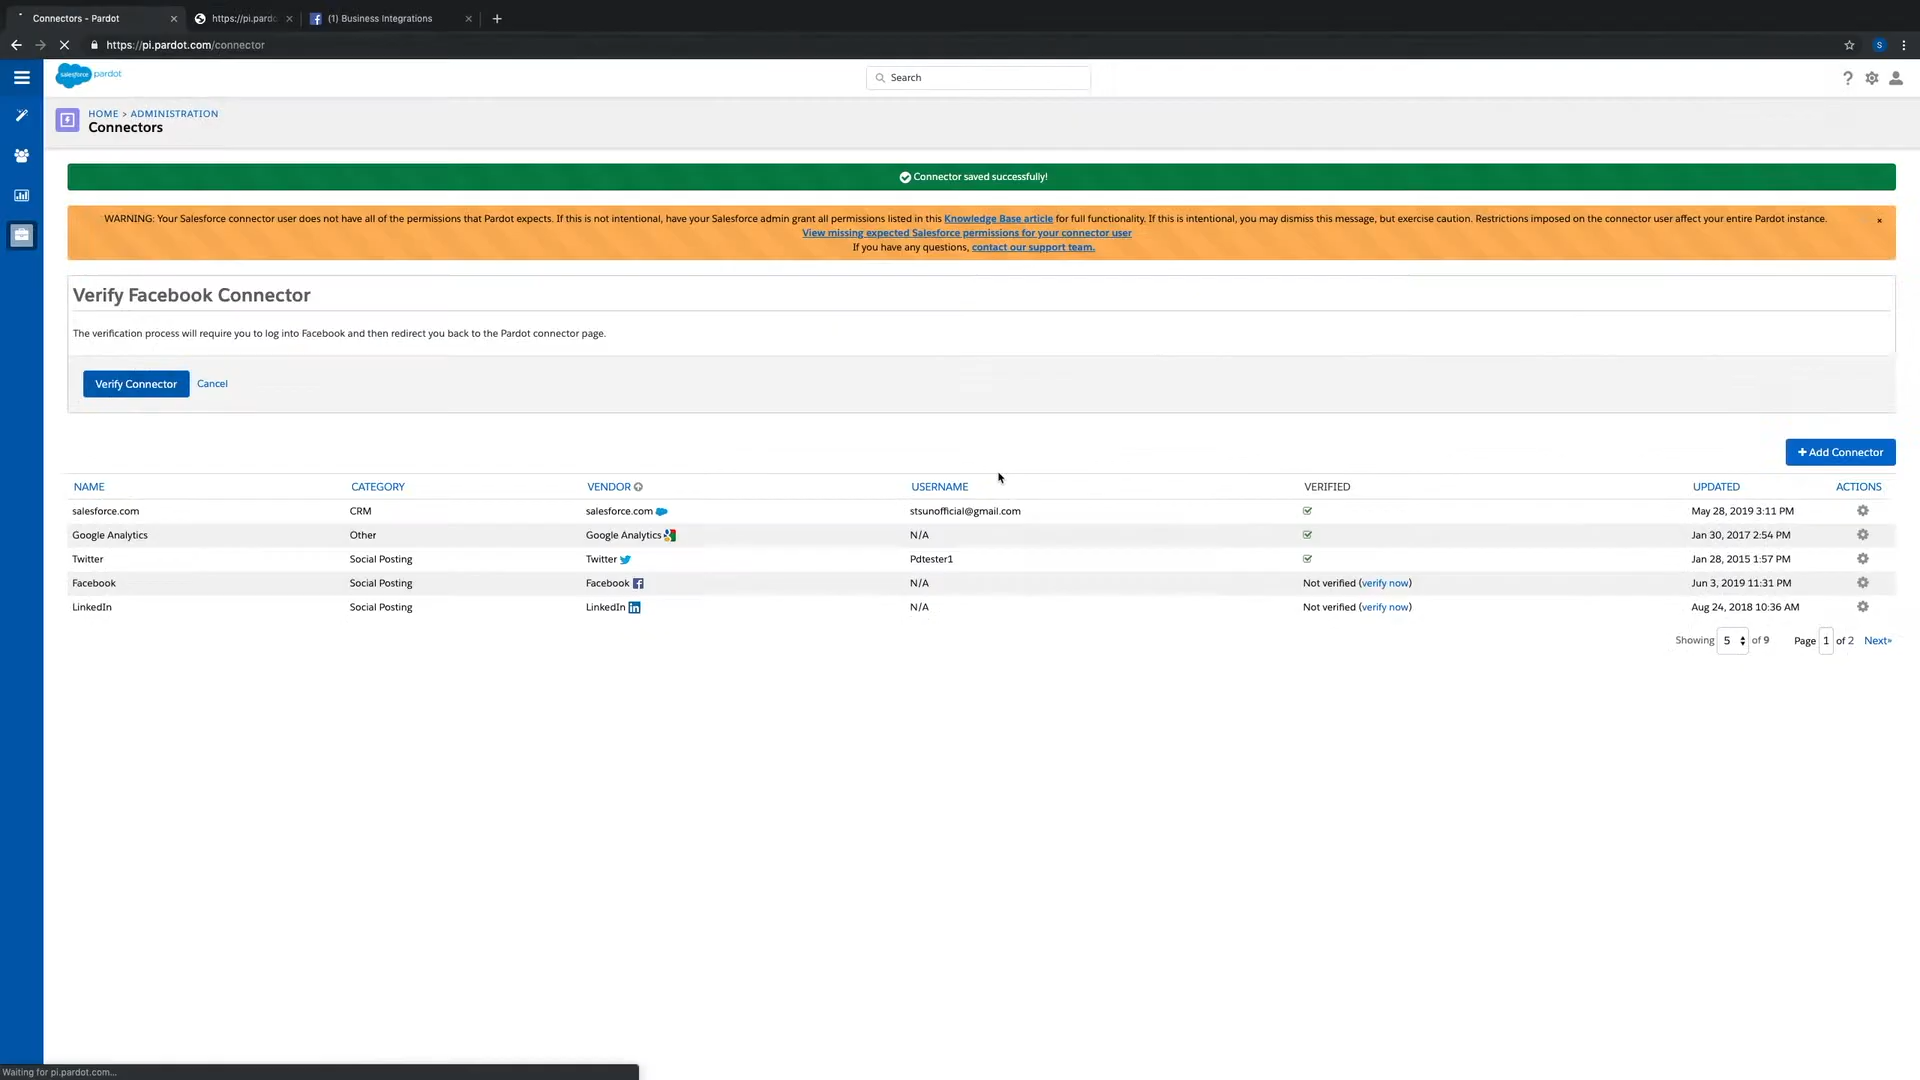 Connectors - Pardot
https://pi.pardo
(1) Business Integrations
https://pi.pardot.com/connector
S
salesforce pardot
Search
HOME > ADMINISTRATION
Connectors
Connector saved successfully!
WARNING: Your Salesforce connector user does not have all of the permissions that Pardot expects. If this is not intentional, have your Salesforce admin grant all permissions listed in this Knowledge Base article for full functionality. If this is intentional, you may dismiss this message, but exercise caution. Restrictions imposed on the connector user affect your entire Pardot instance.
View missing expected Salesforce permissions for your connector user
If you have any questions, contact our support team.
Verify Facebook Connector
The verification process will require you to log into Facebook and then redirect you back to the Pardot connector page.
Verify Connector Cancel
+ Add Connector
NAME CATEGORY VENDOR USERNAME VERIFIED UPDATED ACTIONS
salesforce.com CRM salesforce.com stsunofficial@gmail.com May 28, 2019 3:11 PM
Google Analytics Other Google Analytics N/A Jan 30, 2017 2:54 PM
Twitter Social Posting Twitter Pdtester1 Jan 28, 2015 1:57 PM
Facebook Social Posting Facebook N/A Not verified (verify now) Jun 3, 2019 11:31 PM
LinkedIn Social Posting LinkedIn N/A Not verified (verify now) Aug 24, 2018 10:36 AM
Showing 5 of 9 Page 1 of 2 Next»
Waiting for pi.pardot.com...